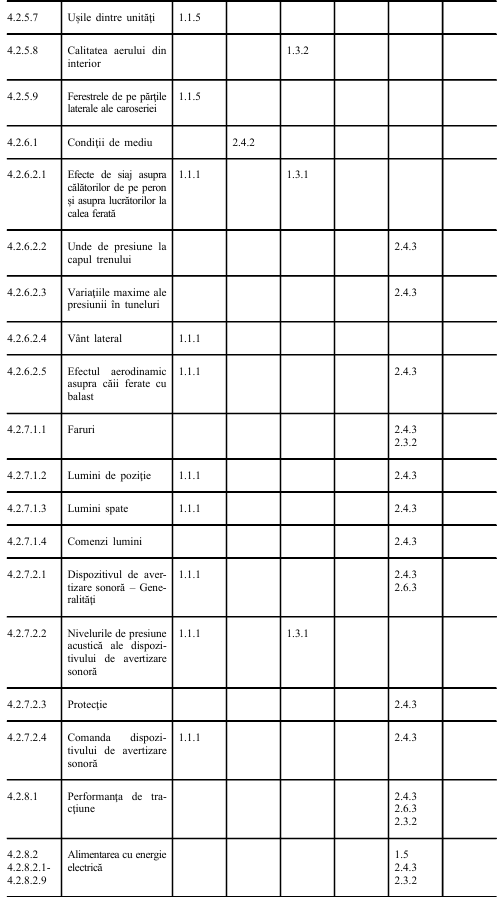 4.2.5.7 Ușile dintre unități 1.1.5
4.2.5.8 Calitatea aerului din 1.3.2
interior
4.2.5.9 Ferestrele de pe părțile 1.1.5
laterale ale caroseriei
4.2.6.1 Condiții de mediu 2.4.2
4.2.6.2.1 Efecte de siaj asupra 1.1.1 1.3.1
călătorilor de pe peron
și asupra lucrătorilor la
calea ferată
4.2.6.2.2 Unde de presiune la 2.4.3
capul trenului
4.2.6.2.3 Variațiile maxime ale 2.4.3
presiunii în tuneluri
4.2.6.2.4 Vânt lateral 1.1.1
4.2.6.2.5 Efectul aerodinamic 1.1.1 2.4.3
asupra căii ferate cu
balast
4.2.7.1.1 Faruri 2.4.3
2.3.2
4.2.7.1.2 Lumini de poziție 1.1.1 2.4.3
4.2.7.1.3 Lumini spate 1.1.1 2.4.3
4.2.7.1.4 Comenzi lumini 2.4.3
4.2.7.2.1 Dispozitivul de aver- 1.1.1 2.4.3
tizare sonoră – Gene- 2.6.3
ralități
4.2.7.2.2 Nivelurile de presiune 1.1.1 1.3.1
acustică ale dispozi-
tivului de avertizare
sonoră
4.2.7.2.3 Protecție 2.4.3
4.2.7.2.4 Comanda dispozi- 1.1.1 2.4.3
tivului de avertizare
sonoră
4.2.8.1 Performanța de tra- 2.4.3
cțiune 2.6.3
2.3.2
4.2.8.2 Alimentarea cu energie 1.5
4.2.8.2.1- electrică 2.4.3
4.2.8.2.9 2.3.2